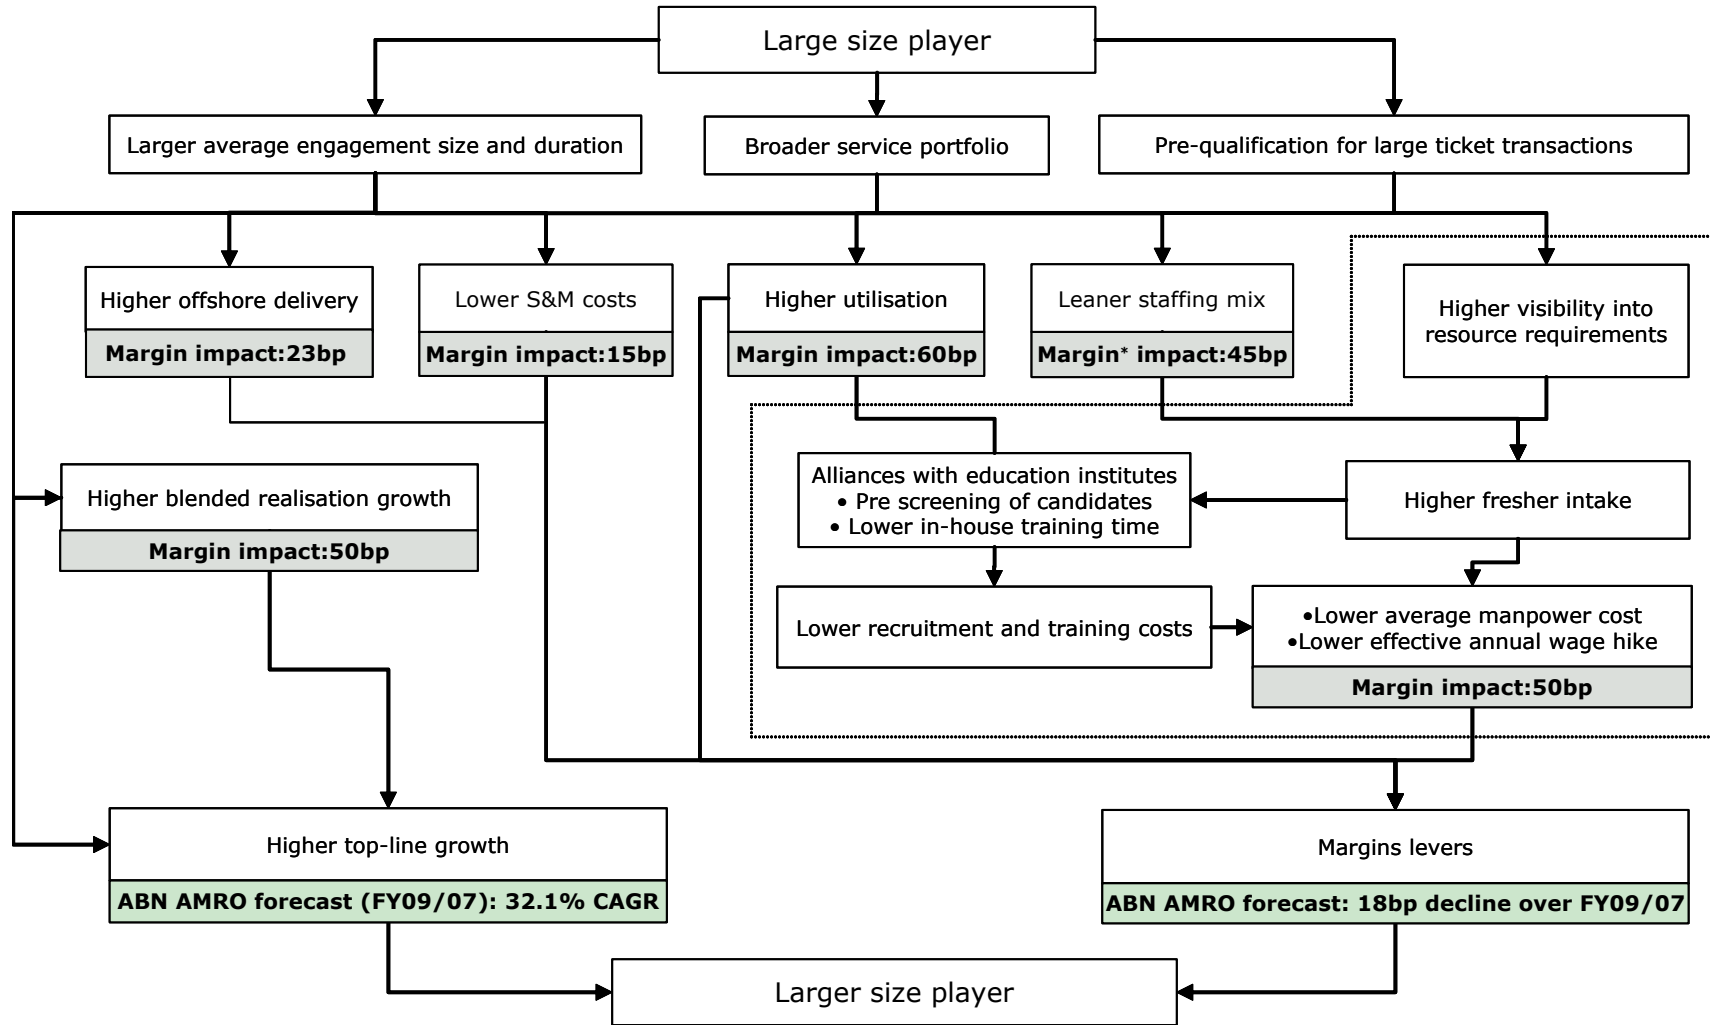 Large size player
Larger average engagement size and duration
Broader service portfolio
Pre-qualification for large ticket transactions
Higher offshore delivery
Margin impact:23bp
Lower S&M costs
Margin impact:15bp
Higher utilisation
Margin impact:60bp
Leaner staffing mix
Margin* impact:45bp
Higher visibility into
resource requirements
Higher blended realisation growth
Margin impact:50bp
Alliances with education institutes
• Pre screening of candidates
• Lower in-house training time
Higher fresher intake
Lower recruitment and training costs
•Lower average manpower cost
•Lower effective annual wage hike
Margin impact:50bp
Higher top-line growth
ABN AMRO forecast (FY09/07): 32.1% CAGR
Margins levers
ABN AMRO forecast: 18bp decline over FY09/07
Larger size player